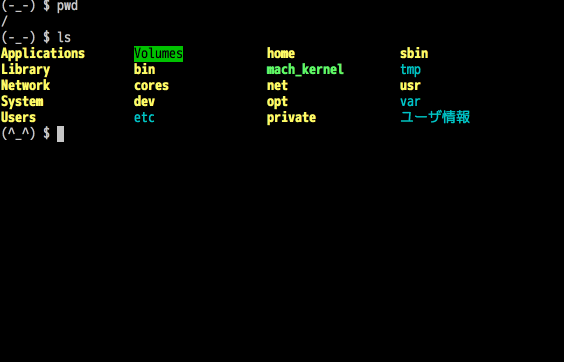 (-_-) $ pwd
/
(-_-) $ ls
Applications Volumes home sbin
Library bin mach_kernel tmp
Network cores net usr
System dev opt var
Users etc private ユーザ情報
(^_^) $